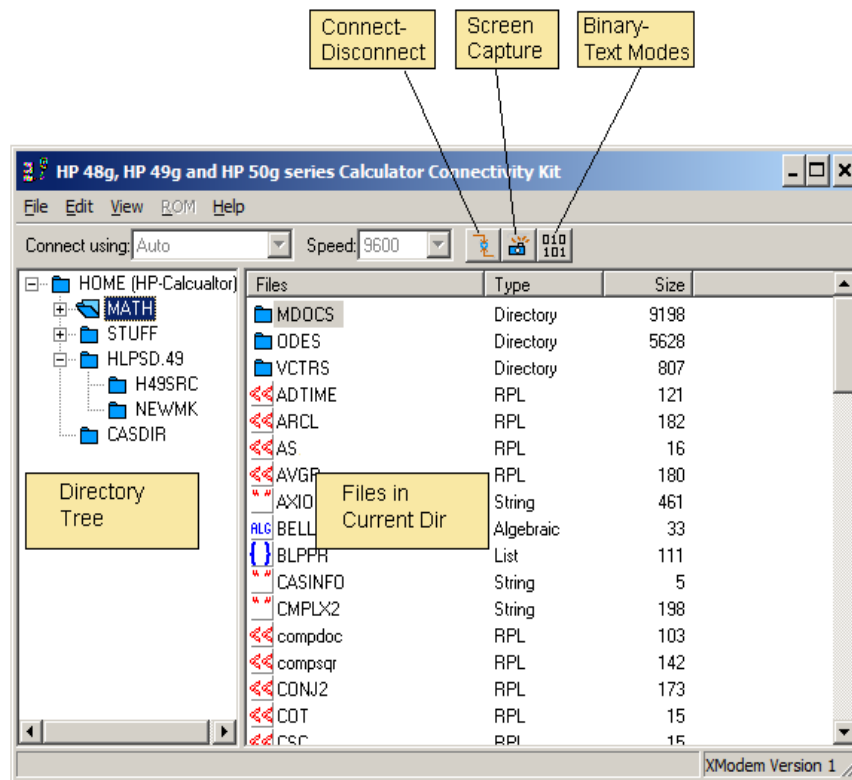 Connect-
Disconnect
Screen
Capture
Binary-
Text Modes
HP 48g, HP 49g and HP 50g series Calculator Connectivity Kit
File Edit View ROM Help
Connect using: Auto Speed: 9600
010
101
HOME (HP-Calcualtor)
MATH
STUFF
HLPSD.49
H49SRC
NEWMK
CASDIR
Directory
Tree
Files Type Size
MDOCS Directory 9198
ODES Directory 5628
VCTRS Directory 807
ADTIME RPL 121
ARCL RPL 182
AS RPL 16
AVGR RPL 180
AXIO String 461
ALG BELL Algebraic 33
{ } BLPPR List 111
" " CASINFO String 5
" " CMPLX2 String 198
compdoc RPL 103
compsqr RPL 142
CONJ2 RPL 173
COT RPL 15
CSC RPL 15
Files in
Current Dir
XModem Version 1